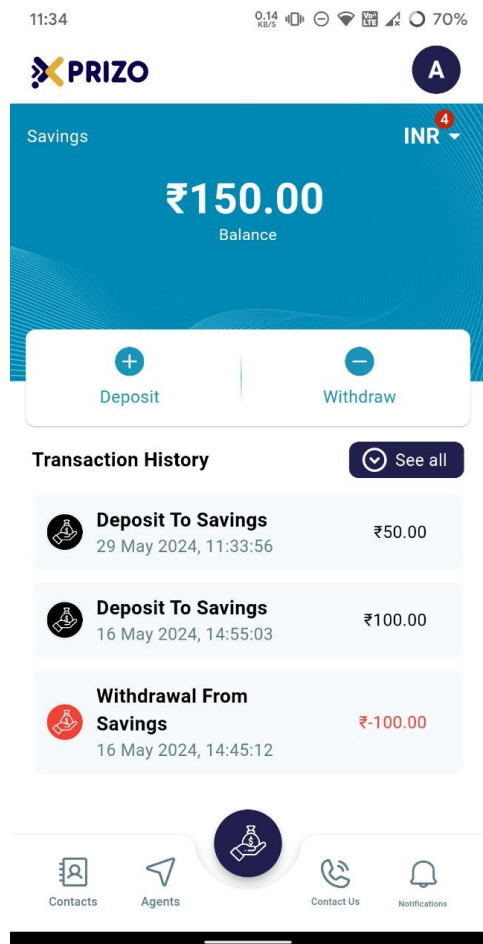 11:34 0.14 KB/S Vo LTE 70%
PRIZO A
Savings INR 4
₹150.00
Balance
Deposit Withdraw
Transaction History See all
Deposit To Savings
29 May 2024, 11:33:56 ₹50.00
Deposit To Savings
16 May 2024, 14:55:03 ₹100.00
Withdrawal From
Savings ₹-100.00
16 May 2024, 14:45:12
Contacts Agents Contact Us Notifications